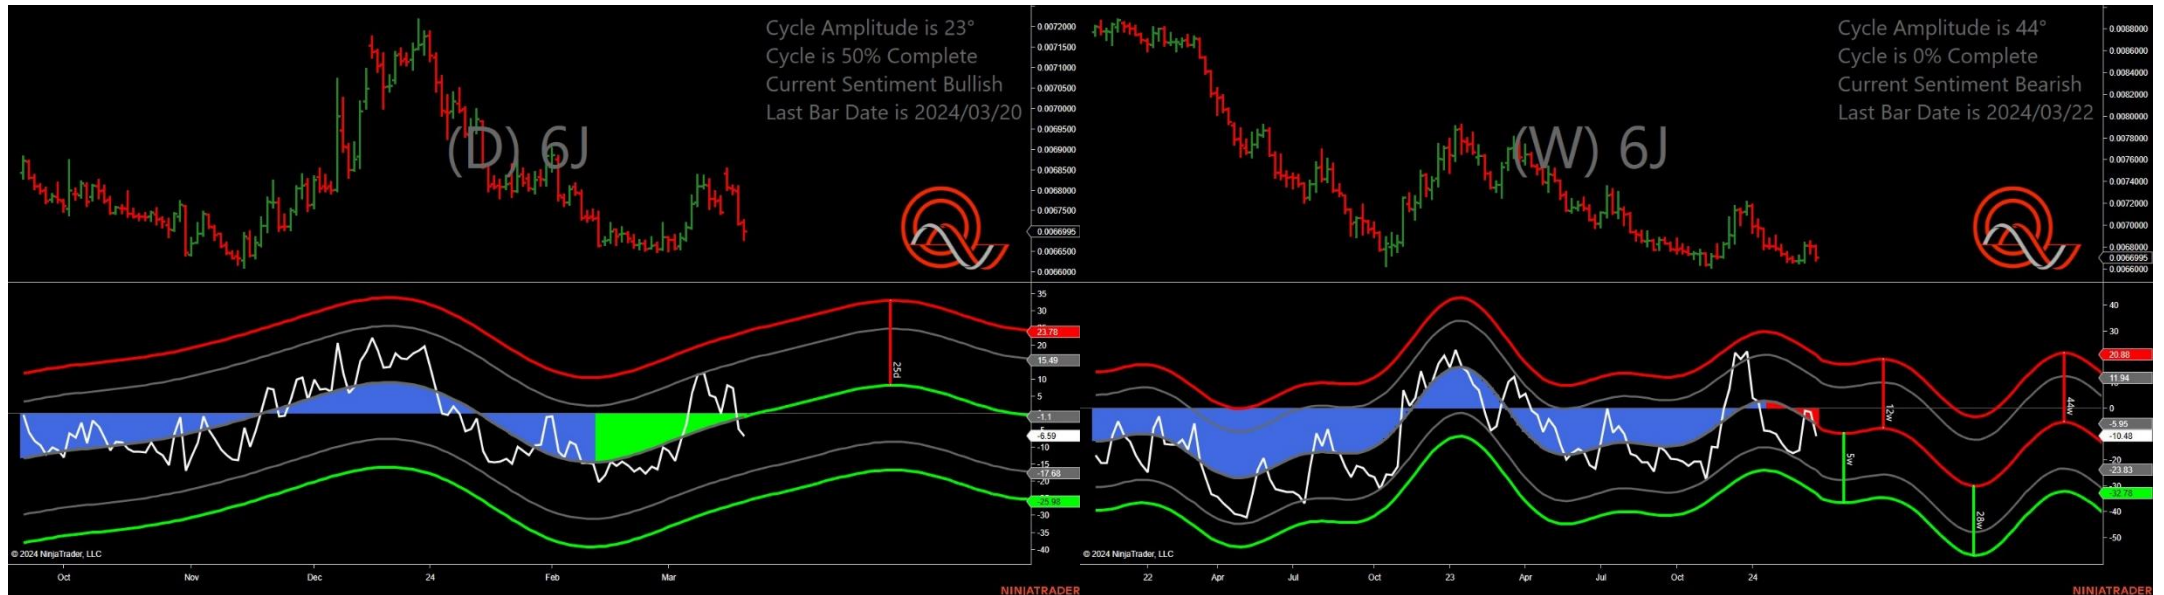 Cycle Amplitude is 23°
Cycle is 50% Complete
Current Sentiment Bullish
Last Bar Date is 2024/03/20
(D) 6J
0.0072000
0.0071500
0.0071000
0.0070500
0.0070000
0.0069500
0.0069000
0.0068500
0.0068000
0.0067500
0.0066995
0.0066500
0.0066000
35
30
23.78
20
15.49
10
5
-1.1
-6.59
-10
-15
-17.68
-20
-25.98
-30
-35
-40
25d
© 2024 NinjaTrader, LLC
Oct
Nov
Dec
24
Feb
Mar
NINJATRADER
Cycle Amplitude is 44°
Cycle is 0% Complete
Current Sentiment Bearish
Last Bar Date is 2024/03/22
(W) 6J
0.0088000
0.0086000
0.0084000
0.0082000
0.0080000
0.0078000
0.0076000
0.0074000
0.0072000
0.0070000
0.0068000
0.0066995
0.0066000
40
30
20.88
11.94
0
-5.95
-10.48
-20
-23.83
-30
-32.78
-40
-50
5w
12w
28w
44w
© 2024 NinjaTrader, LLC
22
Apr
Jul
Oct
23
Apr
Jul
Oct
24
NINJATRADER